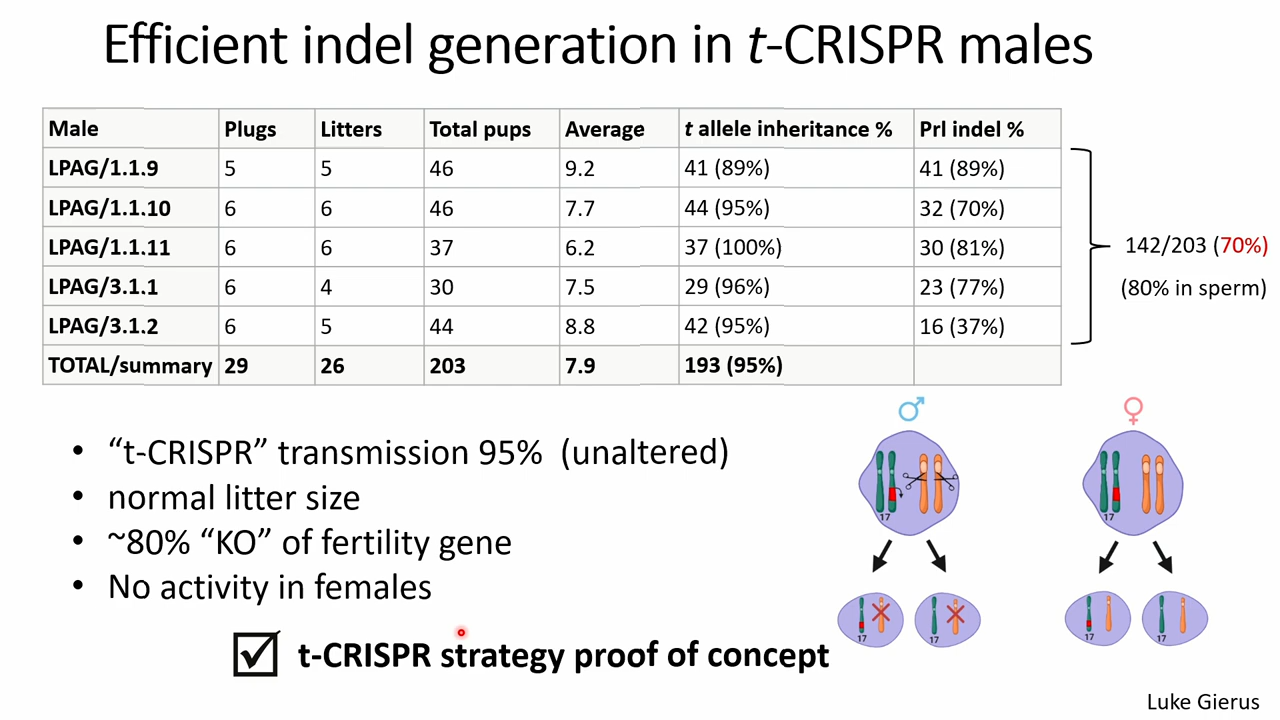 Efficient indel generation in t-CRISPR males
Male Plugs Litters Total pups Average t allele inheritance % Prl indel %
LPAG/1.1.9 5 5 46 9.2 41 (89%) 41 (89%)
LPAG/1.1.10 6 6 46 7.7 44 (95%) 32 (70%)
LPAG/1.1.11 6 6 37 6.2 37 (100%) 30 (81%)
LPAG/3.1.1 6 4 30 7.5 29 (96%) 23 (77%)
LPAG/3.1.2 6 5 44 8.8 42 (95%) 16 (37%)
TOTAL/summary 29 26 203 7.9 193 (95%)
142/203 (70%)
(80% in sperm)
• “t-CRISPR” transmission 95% (unaltered)
• normal litter size
• ~80% “KO” of fertility gene
• No activity in females
♂ ♀
17 17
17 17 17 17
☑ t-CRISPR strategy proof of concept
Luke Gierus